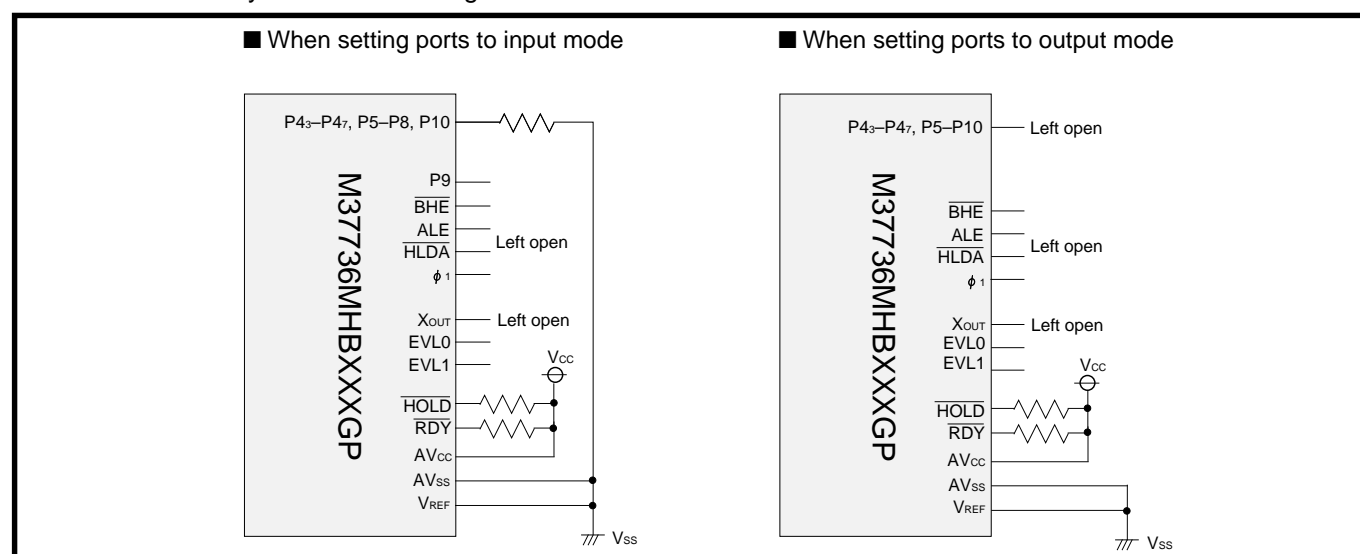 ■ When setting ports to input mode
P4₃–P4₇, P5–P8, P10
M37736MHBXXXGP
P9
BHE
ALE
HLDA
Left open
ϕ 1
XOUT
Left open
EVL0
EVL1
VCC
HOLD
RDY
AVCC
AVSS
VREF
VSS
■ When setting ports to output mode
P4₃–P4₇, P5–P10
Left open
M37736MHBXXXGP
BHE
ALE
HLDA
Left open
ϕ 1
XOUT
Left open
EVL0
EVL1
VCC
HOLD
RDY
AVCC
AVSS
VREF
VSS